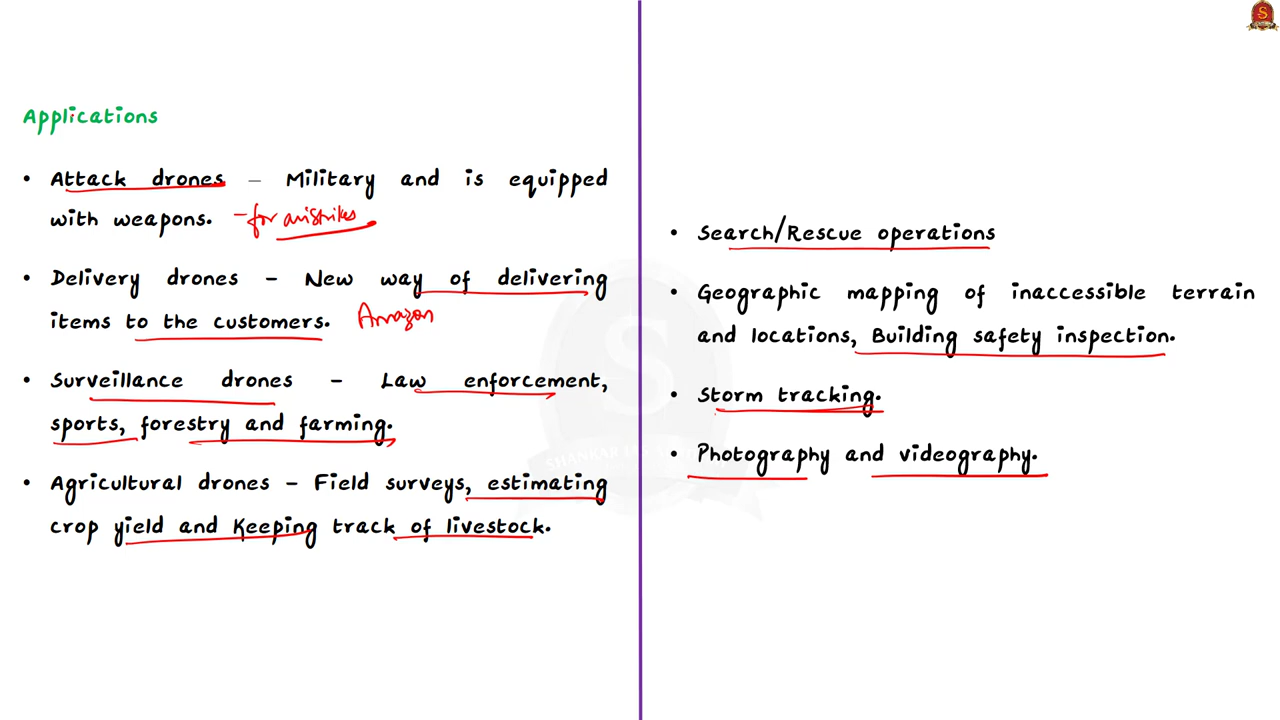 Applications
• Attack drones – Military and is equipped
with weapons. – for airstrikes
• Delivery drones - New way of delivering
items to the customers. Amazon
• Surveillance drones - Law enforcement,
sports, forestry and farming.
• Agricultural drones - Field surveys, estimating
crop yield and Keeping track of livestock.
• Search/Rescue operations
• Geographic mapping of inaccessible terrain
and locations, Building safety inspection.
• Storm tracking.
• Photography and videography.
S
S